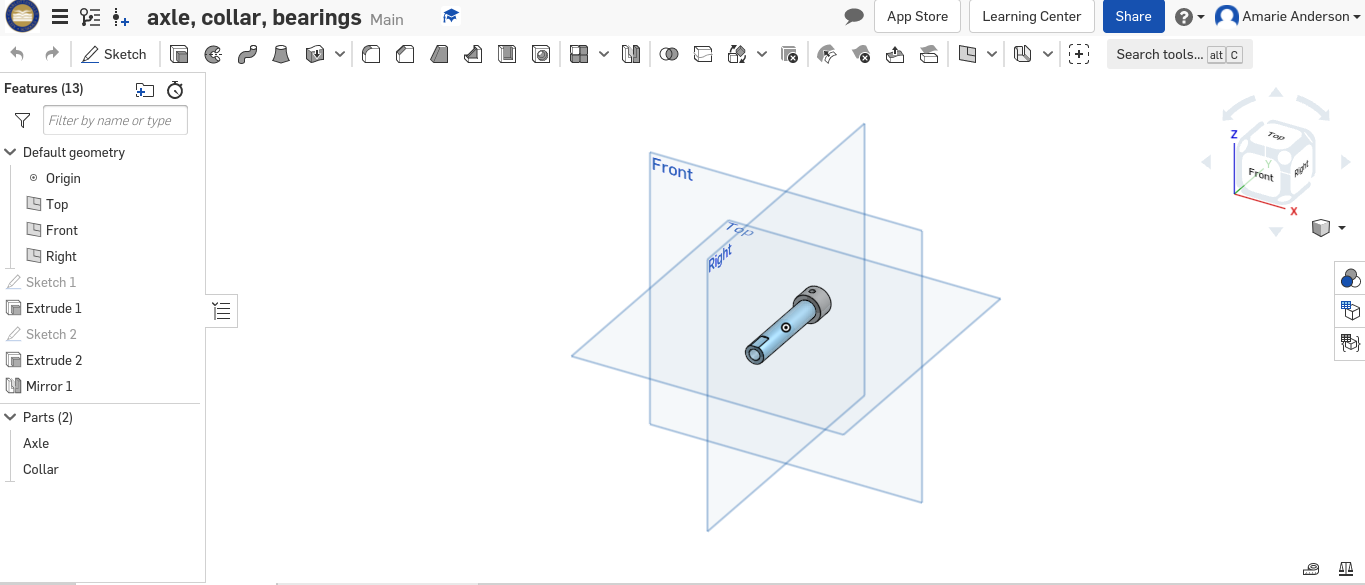 axle, collar, bearings Main
App Store
Learning Center
Share
Amarie Anderson
Sketch
Search tools... alt C
Features (13)
Filter by name or type
Default geometry
Origin
Top
Front
Right
Sketch 1
Extrude 1
Sketch 2
Extrude 2
Mirror 1
Parts (2)
Axle
Collar
Front
Top
Right
Z
Top
Y
Front
Right
X